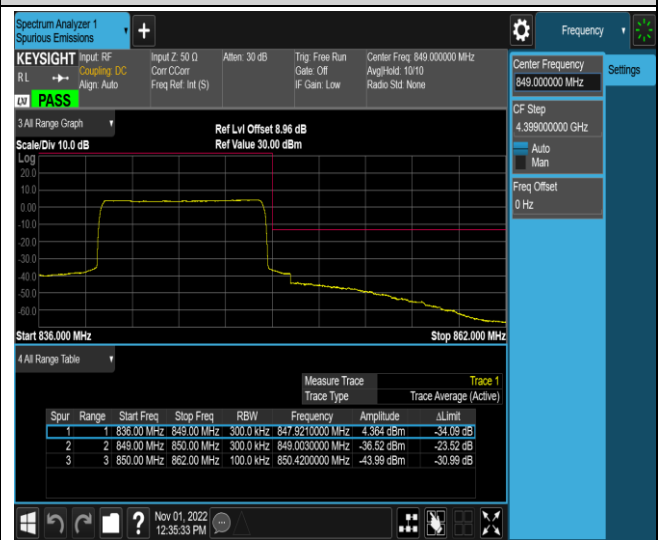 Spectrum Analyzer 1
Spurious Emissions
+
Frequency
KEYSIGHT Input: RF Input Z: 50 Ω Atten: 30 dB Trig: Free Run Center Freq: 849.000000 MHz
RL Coupling: DC Corr CCorr Gate: Off Avg|Hold: 10/10
Align: Auto Freq Ref: Int (S) IF Gain: Low Radio Std: None
LXI PASS
Center Frequency
849.000000 MHz
Settings
CF Step
4.399000000 GHz
Auto
Man
Freq Offset
0 Hz
3 All Range Graph
Ref Lvl Offset 8.96 dB
Scale/Div 10.0 dB Ref Value 30.00 dBm
Log
20.0
10.0
0.00
-10.0
-20.0
-30.0
-40.0
-50.0
-60.0
Start 836.000 MHz Stop 862.000 MHz
4 All Range Table
Measure Trace Trace 1
Trace Type Trace Average (Active)
Spur Range Start Freq Stop Freq RBW Frequency Amplitude ΔLimit
1 1 836.00 MHz 849.00 MHz 300.0 kHz 847.9210000 MHz 4.364 dBm -34.09 dB
2 2 849.00 MHz 850.00 MHz 300.0 kHz 849.0030000 MHz -36.52 dBm -23.52 dB
3 3 850.00 MHz 862.00 MHz 100.0 kHz 850.4200000 MHz -43.99 dBm -30.99 dB
?
Nov 01, 2022
12:35:33 PM